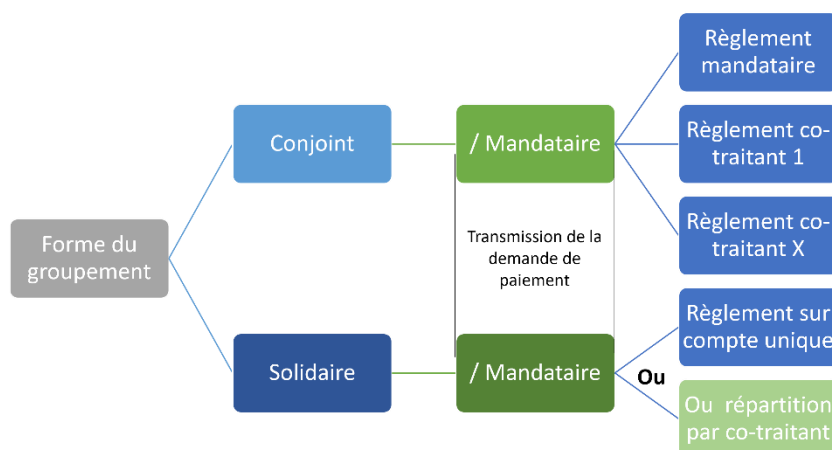 Forme du
groupement
Conjoint
/ Mandataire
Règlement
mandataire
Règlement co-
traitant 1
Règlement co-
traitant X
Transmission de la
demande de
paiement
Solidaire
/ Mandataire
Ou
Règlement sur
compte unique
Ou répartition
par co-traitant